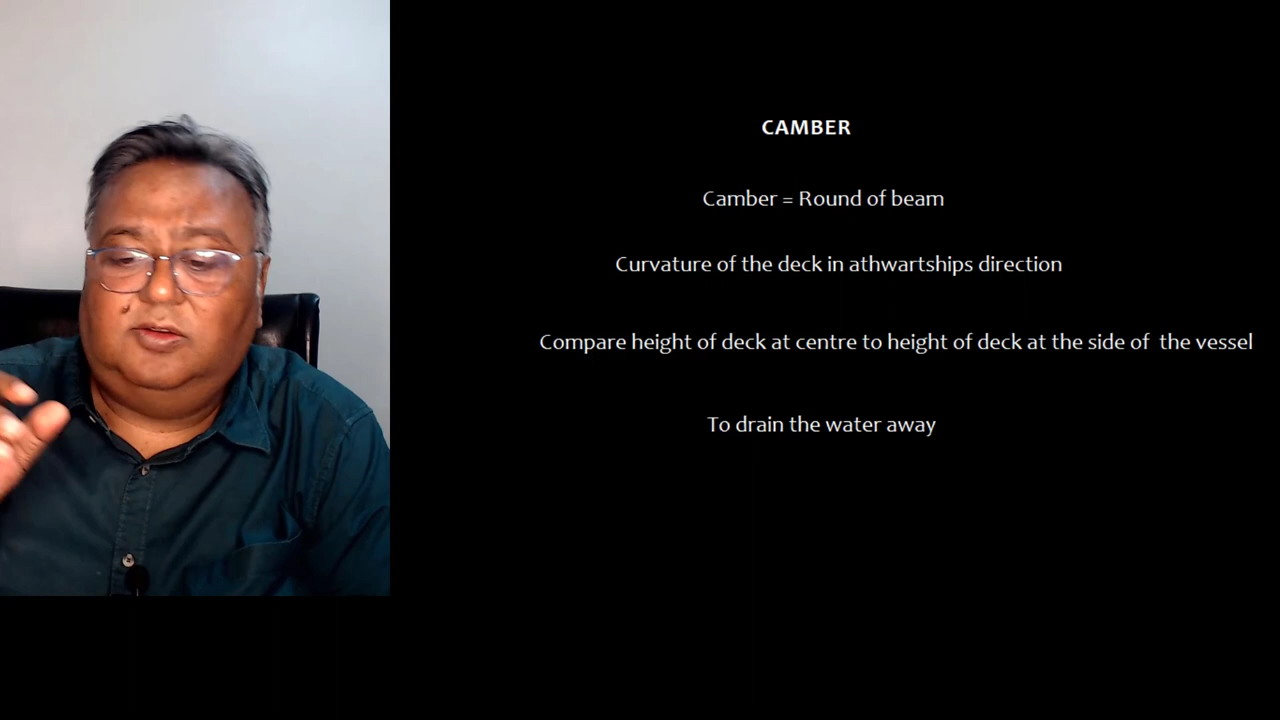 CAMBER
Camber = Round of beam
Curvature of the deck in athwartships direction
Compare height of deck at centre to height of deck at the side of  the vessel
To drain the water away